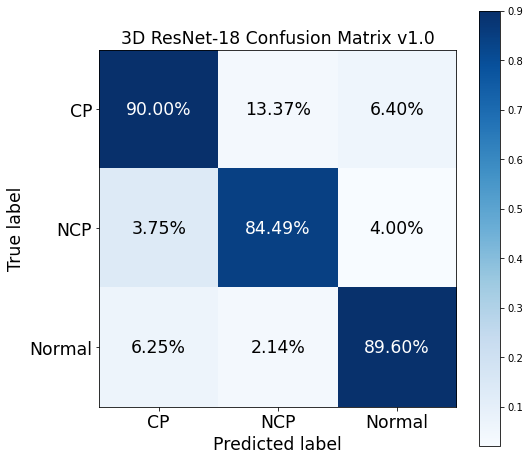 3D ResNet-18 Confusion Matrix v1.0
CP 90.00% 13.37% 6.40%
NCP 3.75% 84.49% 4.00%
Normal 6.25% 2.14% 89.60%
CP NCP Normal
Predicted label
True label
0.9
0.8
0.7
0.6
0.5
0.4
0.3
0.2
0.1